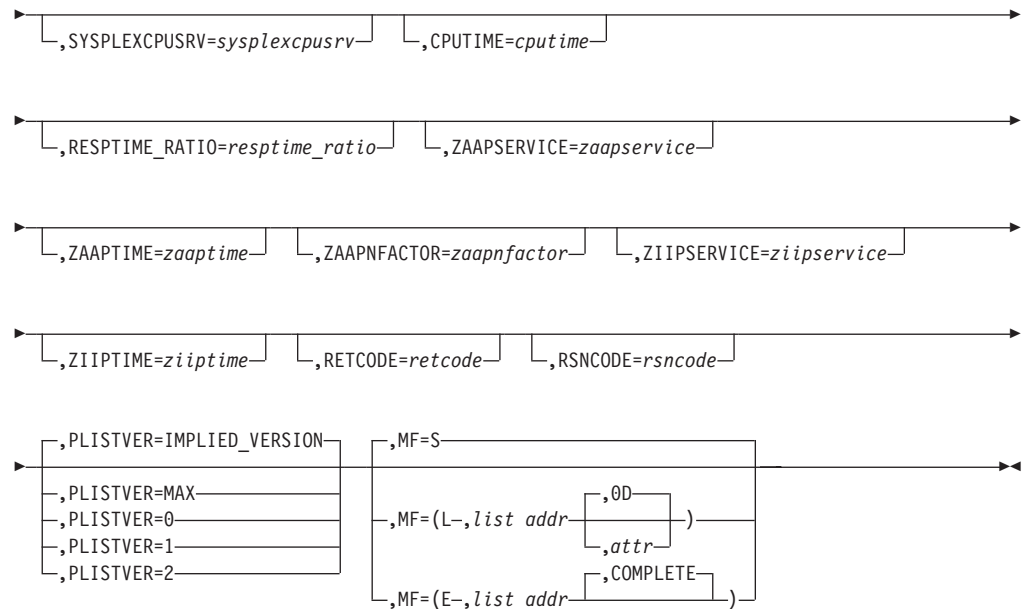 ,SYSPLEXCPUSRV=sysplexcpusrv ,CPUTIME=cputime
,RESPTIME_RATIO=resptime_ratio ,ZAAPSERVICE=zaapservice
,ZAAPTIME=zaaptime ,ZAAPNFACTOR=zaapnfactor ,ZIIPSERVICE=ziipservice
,ZIIPTIME=ziiptime ,RETCODE=retcode ,RSNCODE=rsncode
,PLISTVER=IMPLIED_VERSION ,MF=S
,PLISTVER=MAX ,0D
,PLISTVER=0 ,MF=(L ,list addr )
,PLISTVER=1 ,attr
,PLISTVER=2 ,COMPLETE
,MF=(E ,list addr )